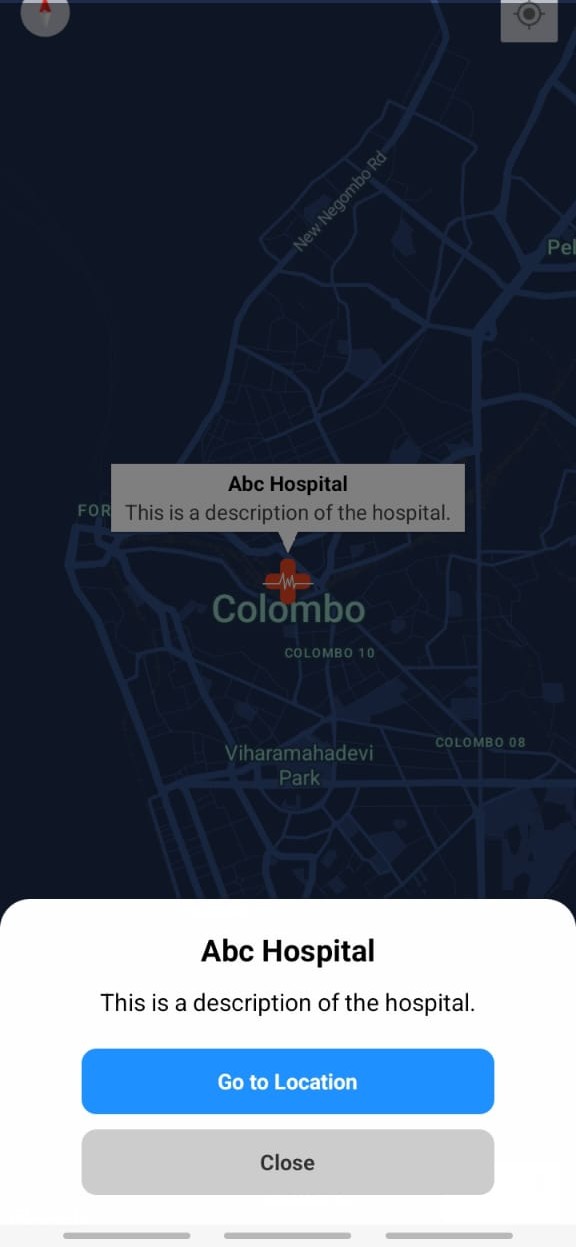 New Negombo Rd
Pel
Abc Hospital
FOR
This is a description of the hospital.
Colombo
COLOMBO 10
COLOMBO 08
Viharamahadevi
Park
Abc Hospital
This is a description of the hospital.
Go to Location
Close